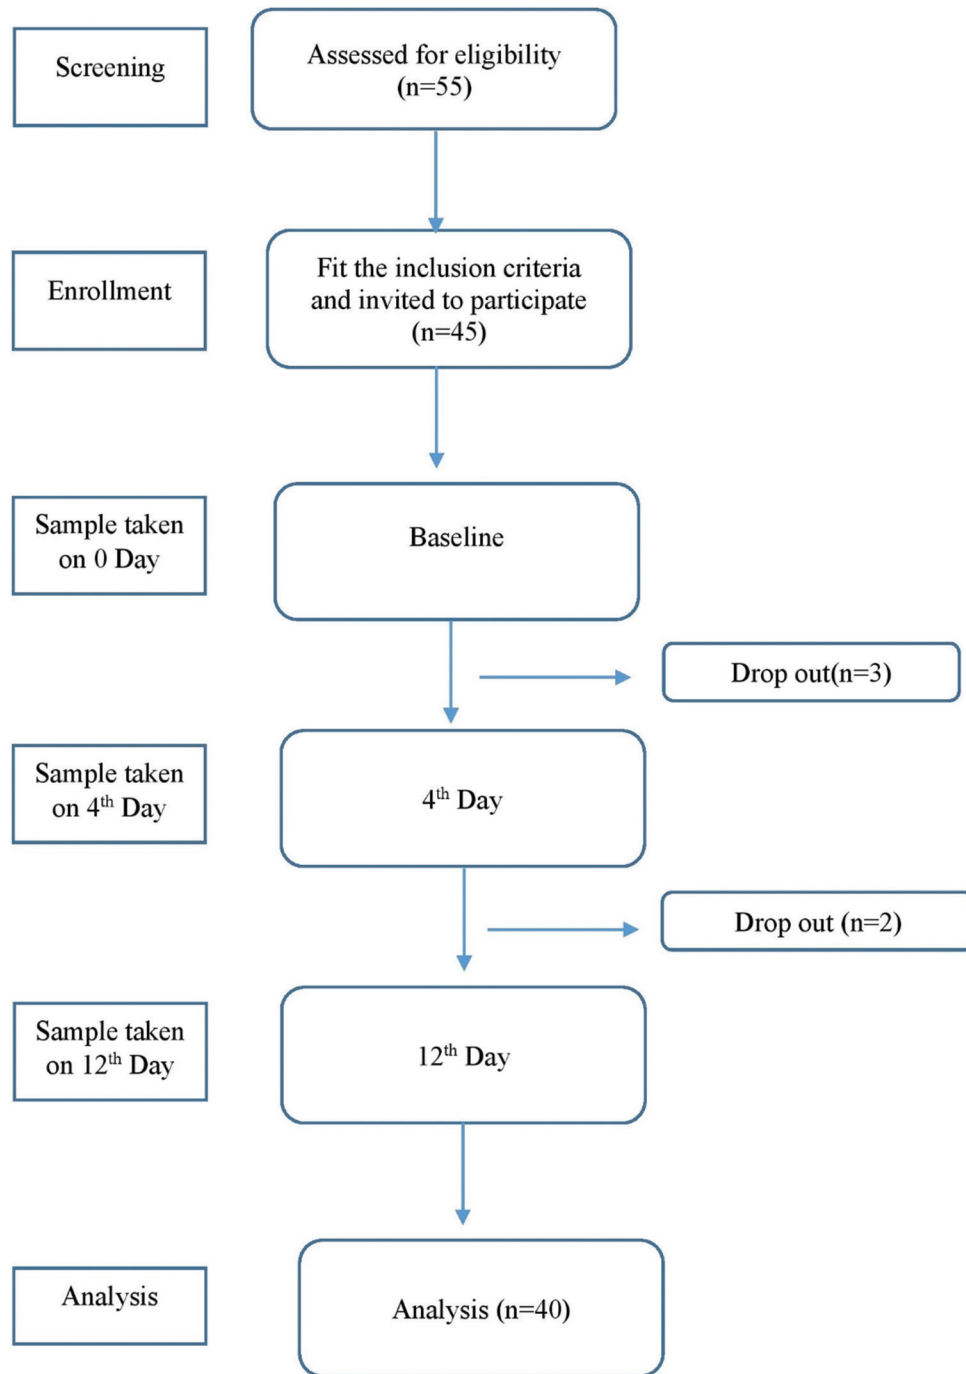 Screening
Assessed for eligibility
(n=55)
Enrollment
Fit the inclusion criteria
and invited to participate
(n=45)
Sample taken
on 0 Day
Baseline
Drop out(n=3)
Sample taken
on 4th Day
4th Day
Drop out (n=2)
Sample taken
on 12th Day
12th Day
Analysis
Analysis (n=40)